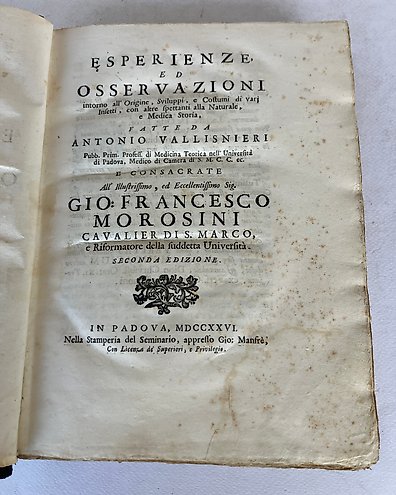 ESPERIENZE,
ED
OSSERVAZIONI
intorno all' Origine, Sviluppi, e Costumi di varj
Insetti, con altre spettanti alla Naturale,
e Medica Storia,
FATTE DA
ANTONIO VALLISNIERI
Pubb. Prim. Profess. di Medicina Teorica nell' Università
di Padova, Medico di Camera di S. M. C. C. ec.
E CONSACRATE
All' Illustrissimo, ed Eccellentissimo Sig.
GIO: FRANCESCO
MOROSINI
CAVALIER DI S. MARCO,
e Riformatore della suddetta Università.
SECONDA EDIZIONE.
IN PADOVA, MDCCXXVI.
Nella Stamperia del Seminario, appresso Gio: Manfrè,
Con Licenza de' Superiori, e Privilegio.